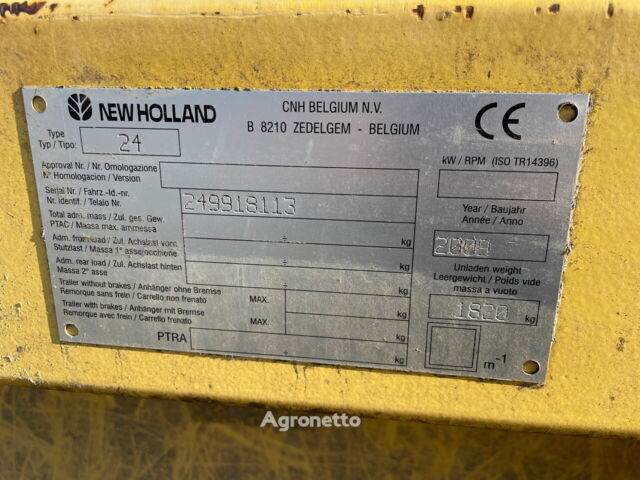 NEW HOLLAND
CNH BELGIUM N.V.
B 8210 ZEDELGEM - BELGIUM
CE
Type
Typ / Tipo:
24
Approval Nr. / Nr. Omologazione
N° Homologacion / Version
Serial Nr. / Fahrz.-Id.-nr.
Nr. identif. / Telaio Nr.
249918113
Total adm. mass / Zul. ges. Gew.
PTAC / Massa max. ammessa
÷ kg
Adm. front load / Zul. Achslast vorn
Stutzlast / Massa 1° asse/occhione
÷ kg
Adm. rear load / Zul. Achslast hinten
Massa 2° asse
÷ kg
Trailer without brakes / Anhänger ohne Bremse
Remorque sans frein / Carrello non frenato
MAX.
kg
Trailer with brakes / Anhänger mit Bremse
Remorque avec frein / Carrello frenato
MAX.
kg
PTRA
÷ kg
kW / RPM (ISO TR14396)
Year / Baujahr
Année / Anno
2009
Unladen weight
Leergewicht / Poids vide
massa a vuoto
1820 kg
m-1
Agronetto